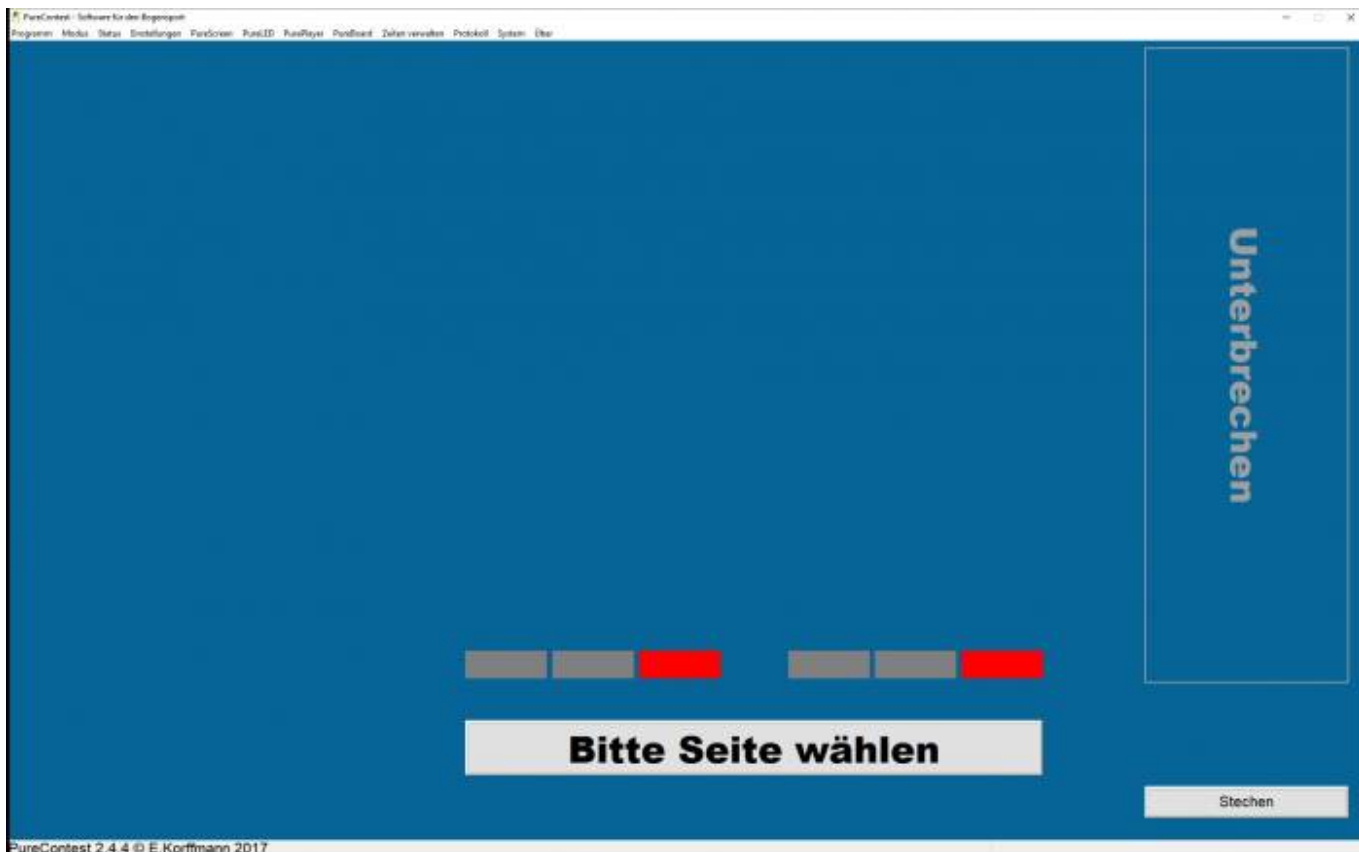 PureContest - Software für den Bogensport
Programm Modus Status Einstellungen PureScreen PureLED PurePlayer PureBoard Zeiten verwalten Protokoll System Über
Unterbrechen
Bitte Seite wählen
Stechen
PureContest 2.4.4 © E.Korffmann 2017